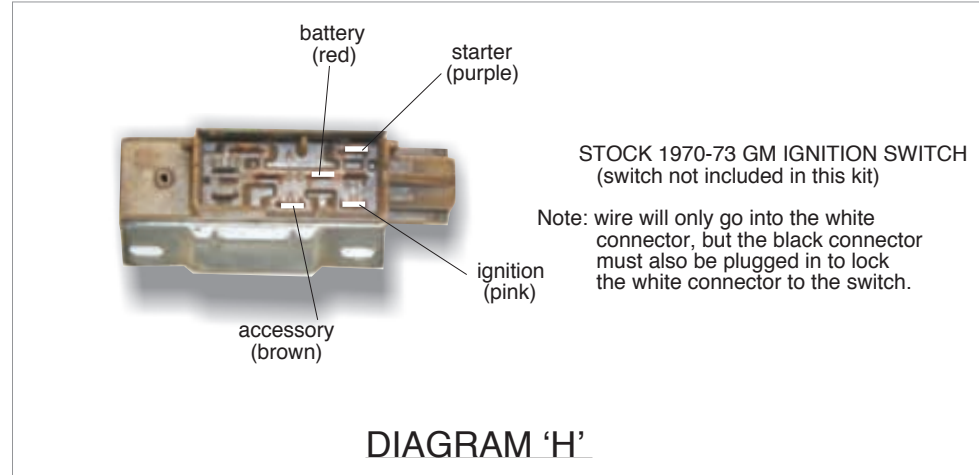 battery
(red)
starter
(purple)
STOCK 1970-73 GM IGNITION SWITCH
(switch not included in this kit)
Note: wire will only go into the white
connector, but the black connector
must also be plugged in to lock
the white connector to the switch.
ignition
(pink)
accessory
(brown)
DIAGRAM ‘H’